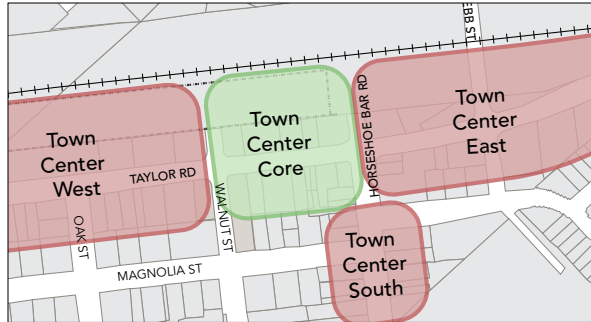 EBB ST
Town
Center
Core
HORSESHOE BAR RD
Town
Center
East
Town
Center
West
TAYLOR RD
WALNUT ST
OAK ST
MAGNOLIA ST
Town
Center
South